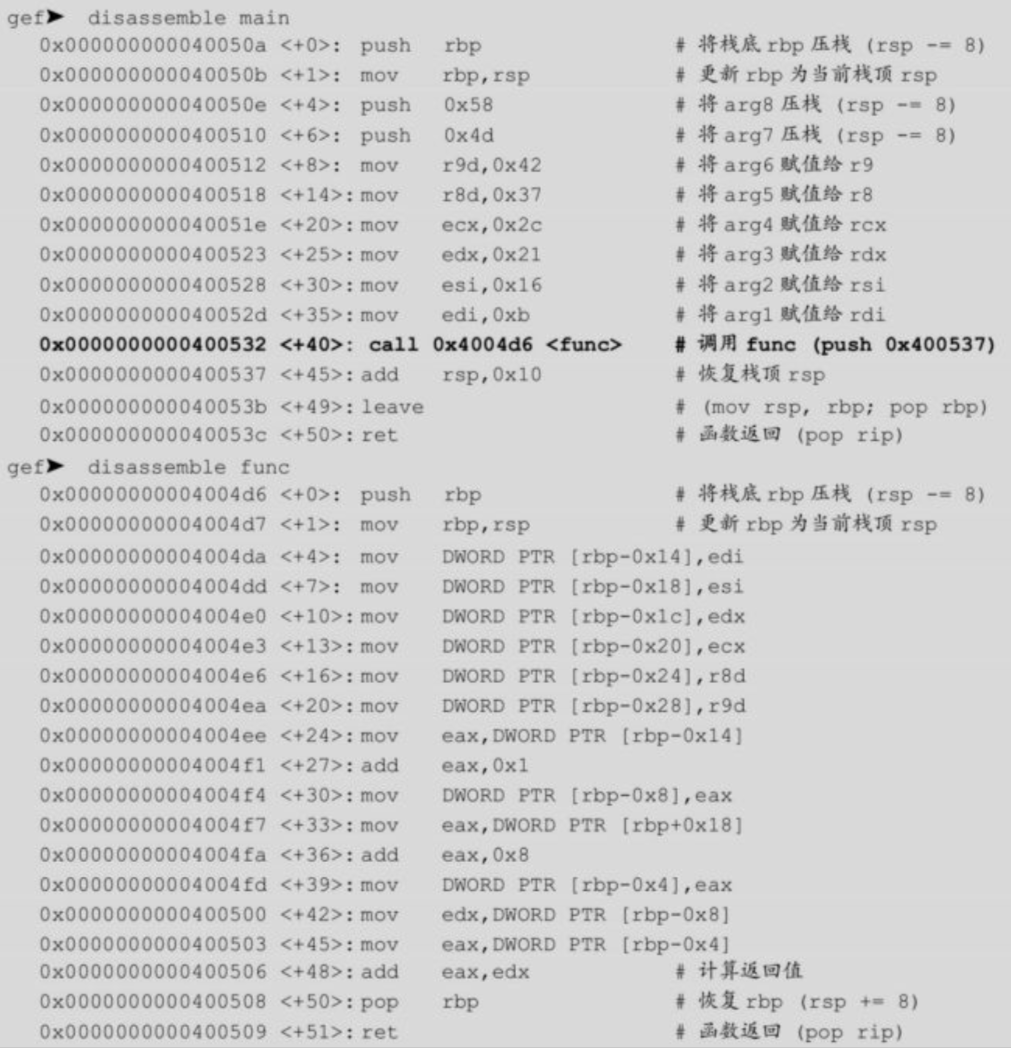 gef➤  disassemble main
0x000000000040050a <+0>: push rbp # 将栈底 rbp 压栈 (rsp -= 8)
0x000000000040050b <+1>: mov rbp,rsp # 更新 rbp 为当前栈顶 rsp
0x000000000040050e <+4>: push 0x58 # 将 arg8 压栈 (rsp -= 8)
0x0000000000400510 <+6>: push 0x4d # 将 arg7 压栈 (rsp -= 8)
0x0000000000400512 <+8>: mov r9d,0x42 # 将 arg6 赋值给 r9
0x0000000000400518 <+14>:mov r8d,0x37 # 将 arg5 赋值给 r8
0x000000000040051e <+20>:mov ecx,0x2c # 将 arg4 赋值给 rcx
0x0000000000400523 <+25>:mov edx,0x21 # 将 arg3 赋值给 rdx
0x0000000000400528 <+30>:mov esi,0x16 # 将 arg2 赋值给 rsi
0x000000000040052d <+35>:mov edi,0xb # 将 arg1 赋值给 rdi
0x0000000000400532 <+40>: call 0x4004d6 <func> # 调用 func (push 0x400537)
0x0000000000400537 <+45>:add rsp,0x10 # 恢复栈顶 rsp
0x000000000040053b <+49>:leave # (mov rsp, rbp; pop rbp)
0x000000000040053c <+50>:ret # 函数返回 (pop rip)
gef➤  disassemble func
0x00000000004004d6 <+0>: push rbp # 将栈底 rbp 压栈 (rsp -= 8)
0x00000000004004d7 <+1>: mov rbp,rsp # 更新 rbp 为当前栈顶 rsp
0x00000000004004da <+4>: mov DWORD PTR [rbp-0x14],edi
0x00000000004004dd <+7>: mov DWORD PTR [rbp-0x18],esi
0x00000000004004e0 <+10>:mov DWORD PTR [rbp-0x1c],edx
0x00000000004004e3 <+13>:mov DWORD PTR [rbp-0x20],ecx
0x00000000004004e6 <+16>:mov DWORD PTR [rbp-0x24],r8d
0x00000000004004ea <+20>:mov DWORD PTR [rbp-0x28],r9d
0x00000000004004ee <+24>:mov eax,DWORD PTR [rbp-0x14]
0x00000000004004f1 <+27>:add eax,0x1
0x00000000004004f4 <+30>:mov DWORD PTR [rbp-0x8],eax
0x00000000004004f7 <+33>:mov eax,DWORD PTR [rbp+0x18]
0x00000000004004fa <+36>:add eax,0x8
0x00000000004004fd <+39>:mov DWORD PTR [rbp-0x4],eax
0x0000000000400500 <+42>:mov edx,DWORD PTR [rbp-0x8]
0x0000000000400503 <+45>:mov eax,DWORD PTR [rbp-0x4]
0x0000000000400506 <+48>:add eax,edx # 计算返回值
0x0000000000400508 <+50>:pop rbp # 恢复 rbp (rsp += 8)
0x0000000000400509 <+51>:ret # 函数返回 (pop rip)